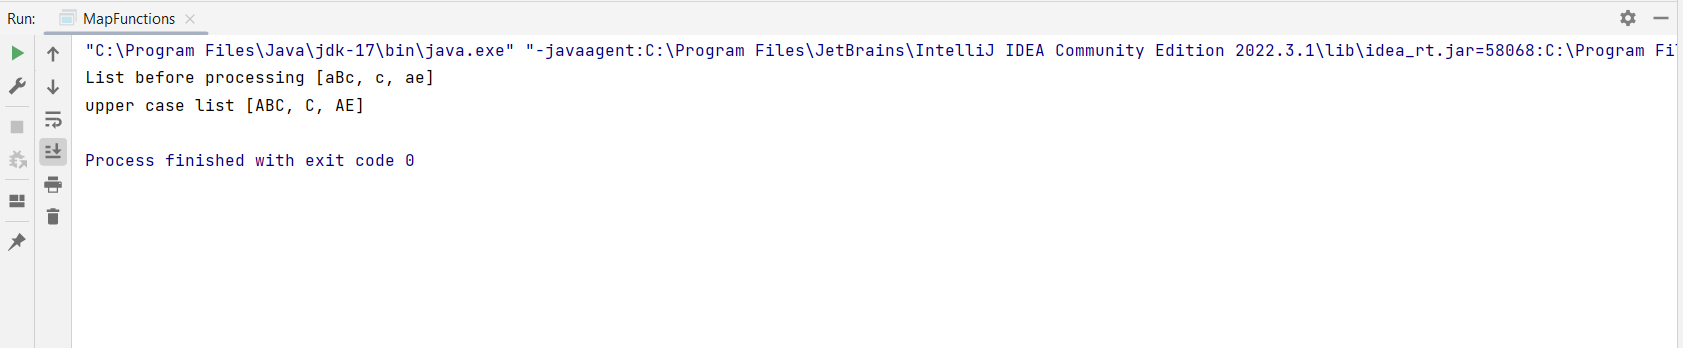 Run: MapFunctions
"C:\Program Files\Java\jdk-17\bin\java.exe" "-javaagent:C:\Program Files\JetBrains\IntelliJ IDEA Community Edition 2022.3.1\lib\idea_rt.jar=58068:C:\Program Fi
List before processing [aBc, c, ae]
upper case list [ABC, C, AE]
Process finished with exit code 0